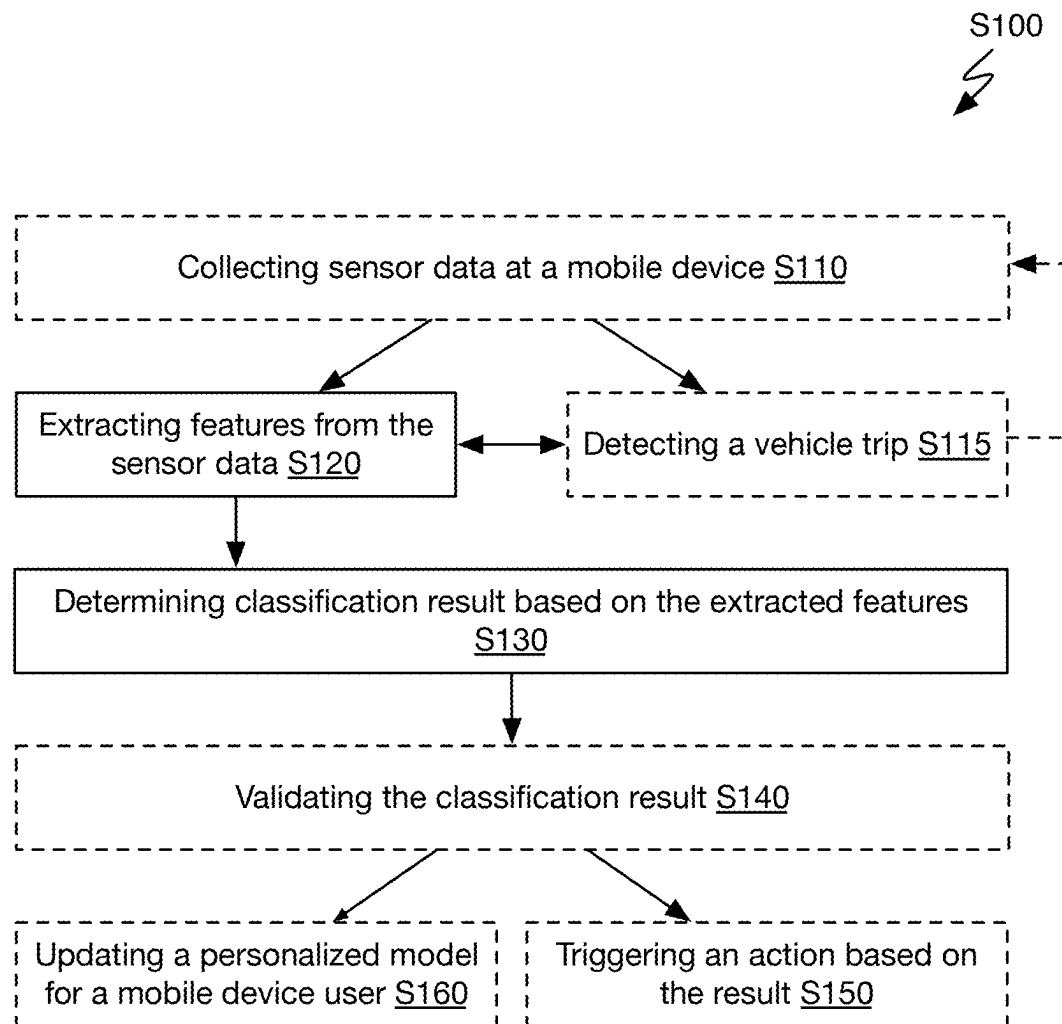 S100
Collecting sensor data at a mobile device S110
Extracting features from the
sensor data S120
Detecting a vehicle trip S115
Determining classification result based on the extracted features
S130
Validating the classification result S140
Updating a personalized model
for a mobile device user S160
Triggering an action based on
the result S150